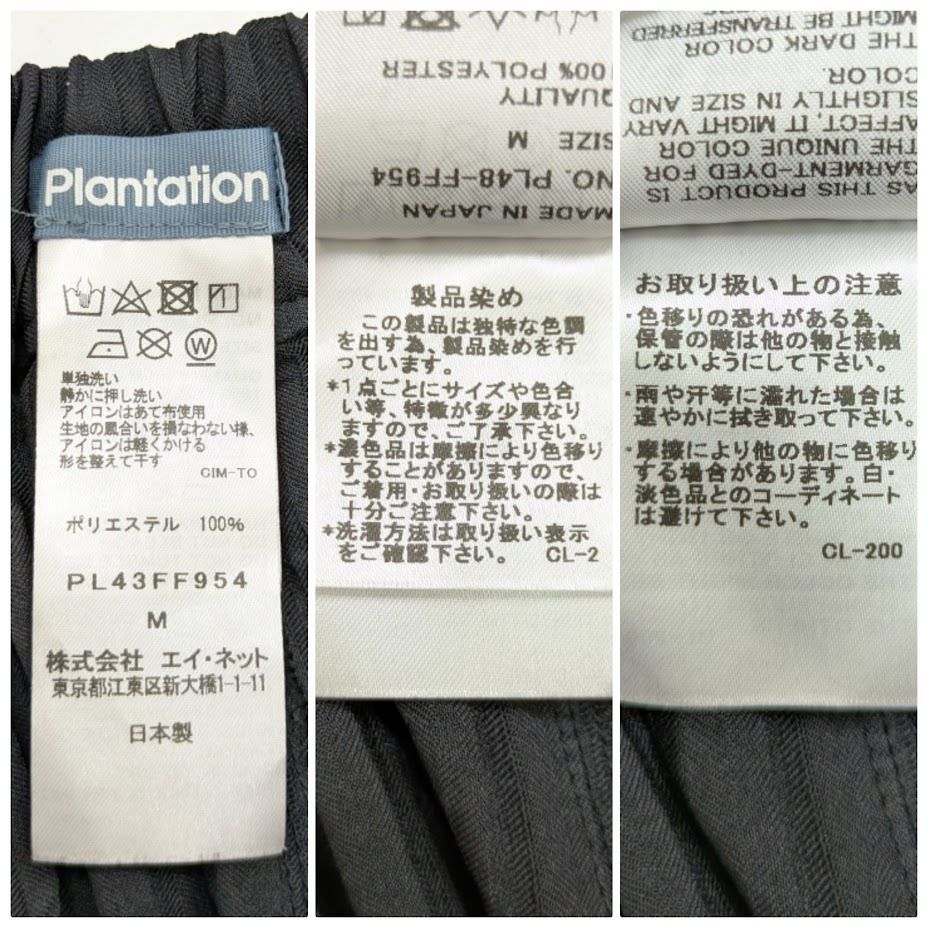 Plantation
単独洗い
静かに押し洗い
アイロンはあて布使用
生地の風合いを損なわない様、
アイロンは軽くかける
形を整えて干す
GIM-TO
ポリエステル 100%
PL43FF954
M
株式会社 エイ・ネット
東京都江東区新大橋1-1-11
日本製
MADE IN JAPAN
NO. PL48-FF954
SIZE M
QUALITY
100% POLYESTER
製品染め
この製品は独特な色調
を出す為、製品染めを行
っています。
*1点ごとにサイズや色合
い等、特徴が多少異なり
ますので、ご了承下さい。
*濃色品は摩擦により色移り
することがありますので、
ご着用・お取り扱いの際は
十分ご注意下さい。
*洗濯方法は取り扱い表示
をご確認下さい。 CL-2
AS THIS PRODUCT IS
GARMENT-DYED FOR
THE UNIQUE COLOR
AFFECT, IT MIGHT VARY
SLIGHTLY IN SIZE AND
COLOR.
THE DARK COLOR
MIGHT BE TRANSFERRED
お取り扱い上の注意
・色移りの恐れがある為、
保管の際は他の物と接触
しないようにして下さい。
・雨や汗等に濡れた場合は
速やかに拭き取って下さい。
・摩擦により他の物に色移り
する場合があります。白・
淡色品とのコーディネート
は避けて下さい。
CL-200